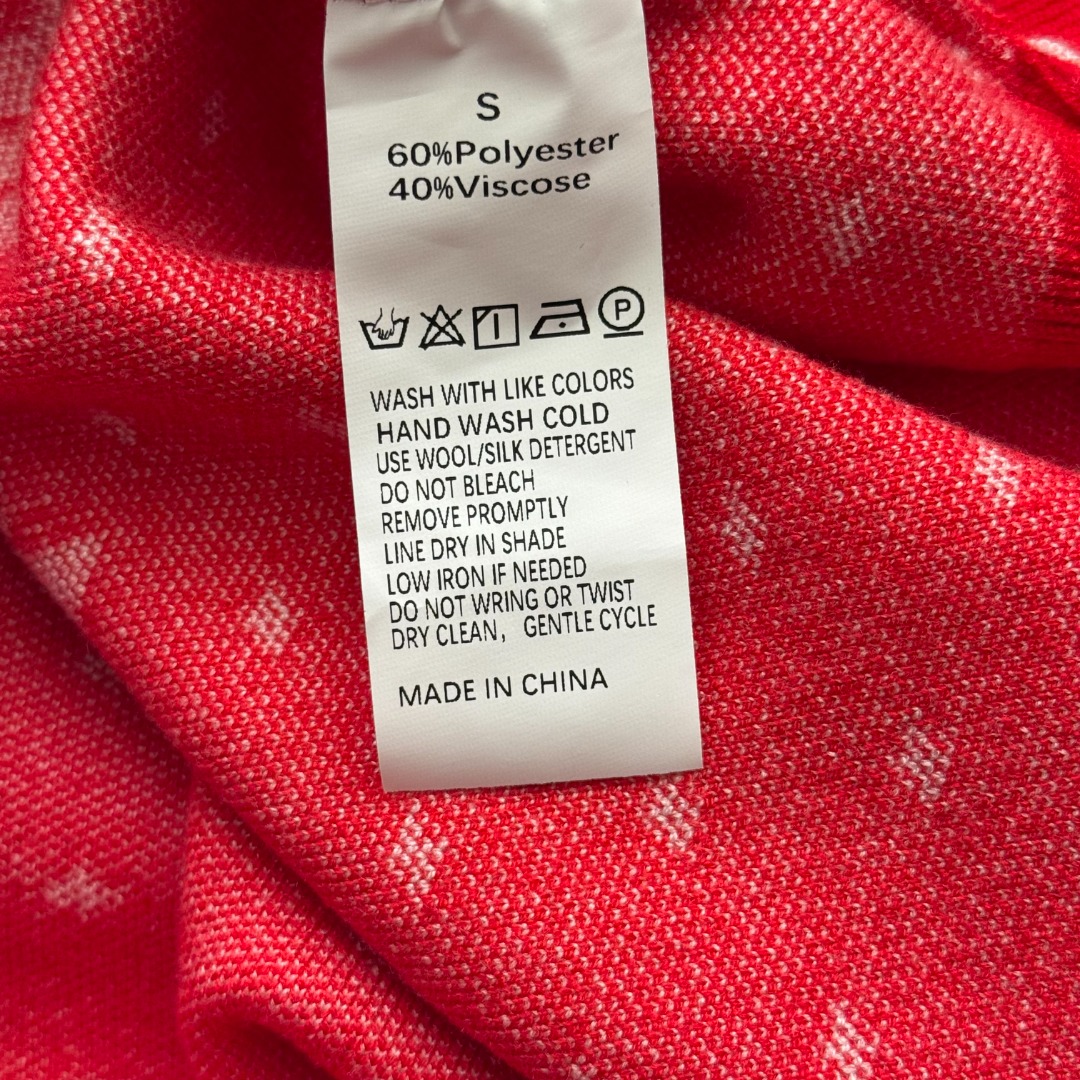 S
60%Polyester
40%Viscose
P
WASH WITH LIKE COLORS
HAND WASH COLD
USE WOOL/SILK DETERGENT
DO NOT BLEACH
REMOVE PROMPTLY
LINE DRY IN SHADE
LOW IRON IF NEEDED
DO NOT WRING OR TWIST
DRY CLEAN, GENTLE CYCLE
MADE IN CHINA